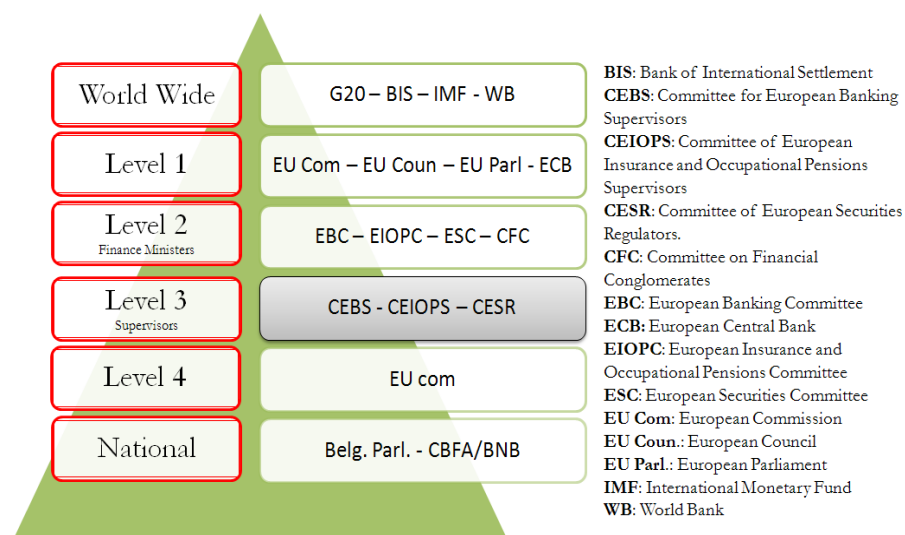 World Wide
G20 – BIS – IMF - WB
Level 1
EU Com – EU Coun – EU Parl - ECB
Level 2
Finance Ministers
EBC – EIOPC – ESC – CFC
Level 3
Supervisors
CEBS - CEIOPS – CESR
Level 4
EU com
National
Belg. Parl. - CBFA/BNB
BIS: Bank of International Settlement
CEBS: Committee for European Banking
Supervisors
CEIOPS: Committee of European
Insurance and Occupational Pensions
Supervisors
CESR: Committee of European Securities
Regulators.
CFC: Committee on Financial
Conglomerates
EBC: European Banking Committee
ECB: European Central Bank
EIOPC: European Insurance and
Occupational Pensions Committee
ESC: European Securities Committee
EU Com: European Commission
EU Coun.: European Council
EU Parl.: European Parliament
IMF: International Monetary Fund
WB: World Bank